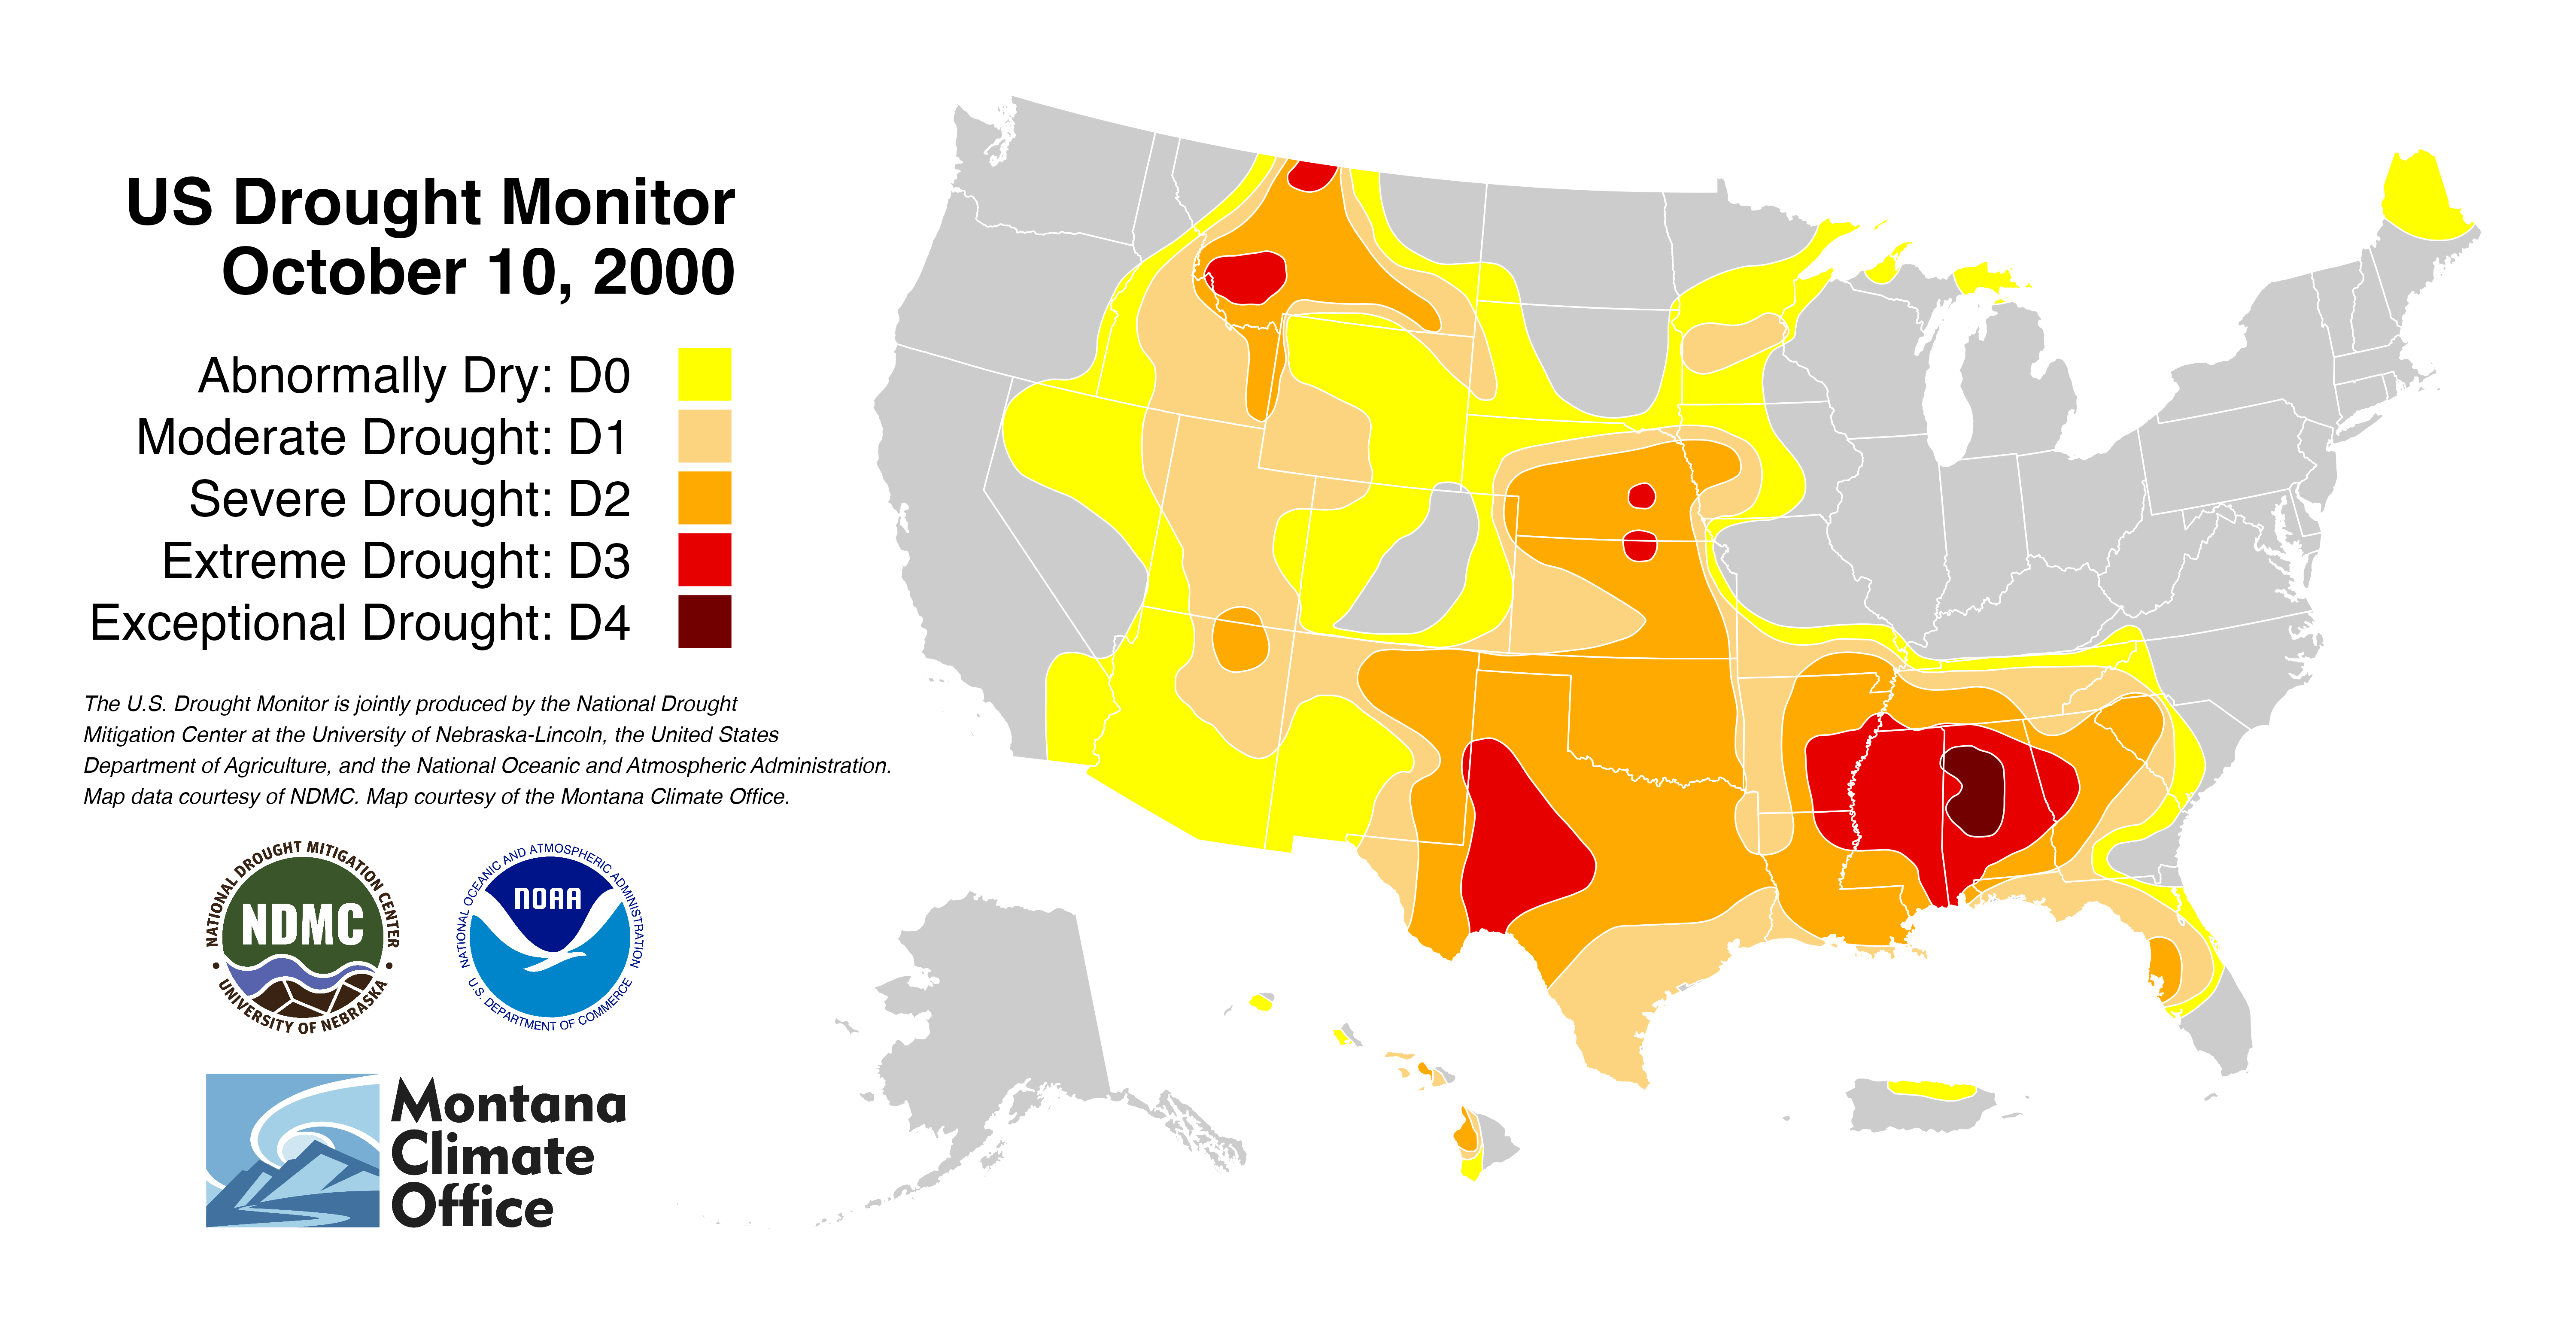 US Drought Monitor
October 10, 2000
Abnormally Dry: D0
Moderate Drought: D1
Severe Drought: D2
Extreme Drought: D3
Exceptional Drought: D4
The U.S. Drought Monitor is jointly produced by the National Drought
Mitigation Center at the University of Nebraska-Lincoln, the United States
Department of Agriculture, and the National Oceanic and Atmospheric Administration.
Map data courtesy of NDMC. Map courtesy of the Montana Climate Office.
NATIONAL DROUGHT MITIGATION CENTER
NDMC
• UNIVERSITY OF NEBRASKA •
NATIONAL OCEANIC AND ATMOSPHERIC ADMINISTRATION
NOAA
U.S. DEPARTMENT OF COMMERCE
Montana
Climate
Office